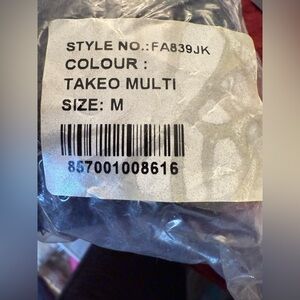 STYLE NO.:FA839JK
COLOUR :
TAKEO MULTI
SIZE: M
857001008616